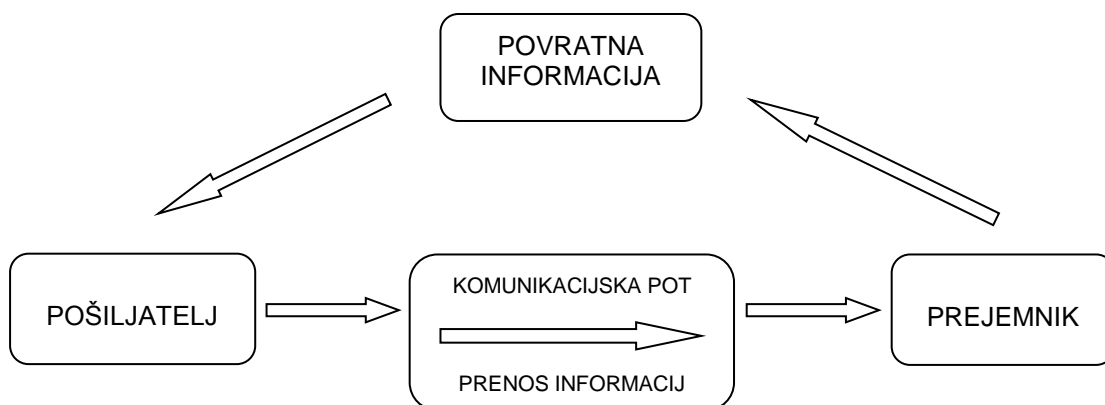 POVRATNA
INFORMACIJA
POŠILJATELJ
KOMUNIKACIJSKA POT
PRENOS INFORMACIJ
PREJEMNIK